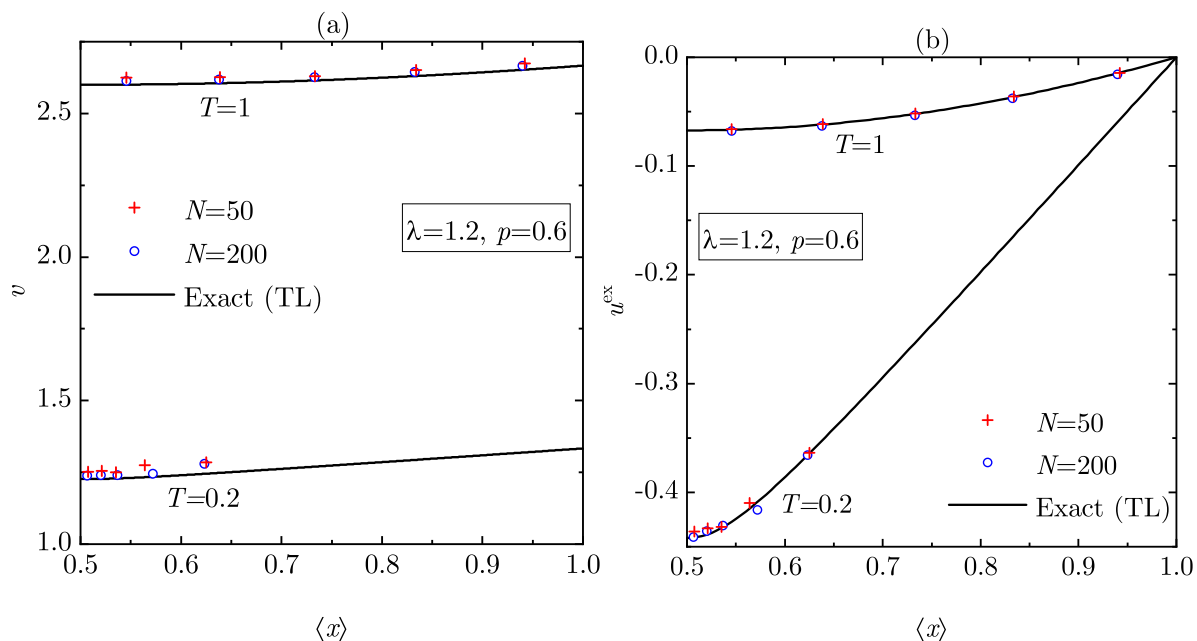 (a)
2.5
2.0
1.5
1.0
v
T=1
N=50
N=200
Exact (TL)
λ=1.2, p=0.6
T=0.2
0.5 0.6 0.7 0.8 0.9 1.0
⟨x⟩
(b)
0.0
-0.1
-0.2
-0.3
-0.4
u^ex
T=1
λ=1.2, p=0.6
N=50
N=200
Exact (TL)
T=0.2
0.5 0.6 0.7 0.8 0.9 1.0
⟨x⟩